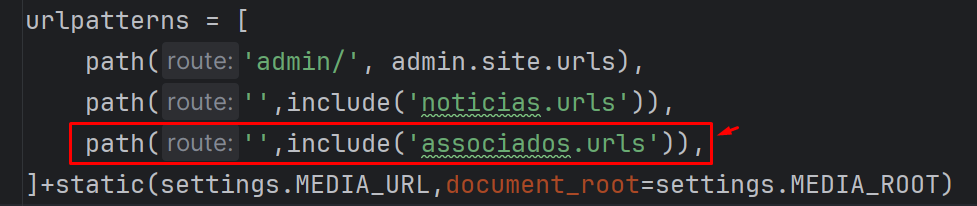 urlpatterns = [
path( route: 'admin/', admin.site.urls),
path( route: '',include('noticias.urls')),
path( route: '',include('associados.urls')),
]+static(settings.MEDIA_URL,document_root=settings.MEDIA_ROOT)